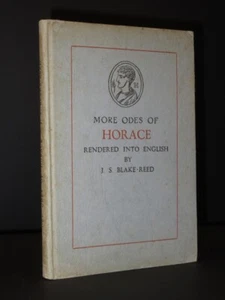 MORE ODES OF
HORACE
RENDERED INTO ENGLISH
BY
J. S. BLAKE-REED